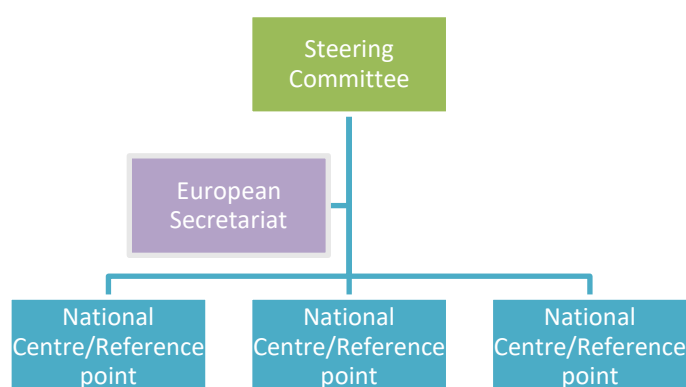 Steering
Committee
European
Secretariat
National
Centre/Reference
point
National
Centre/Reference
point
National
Centre/Reference
point